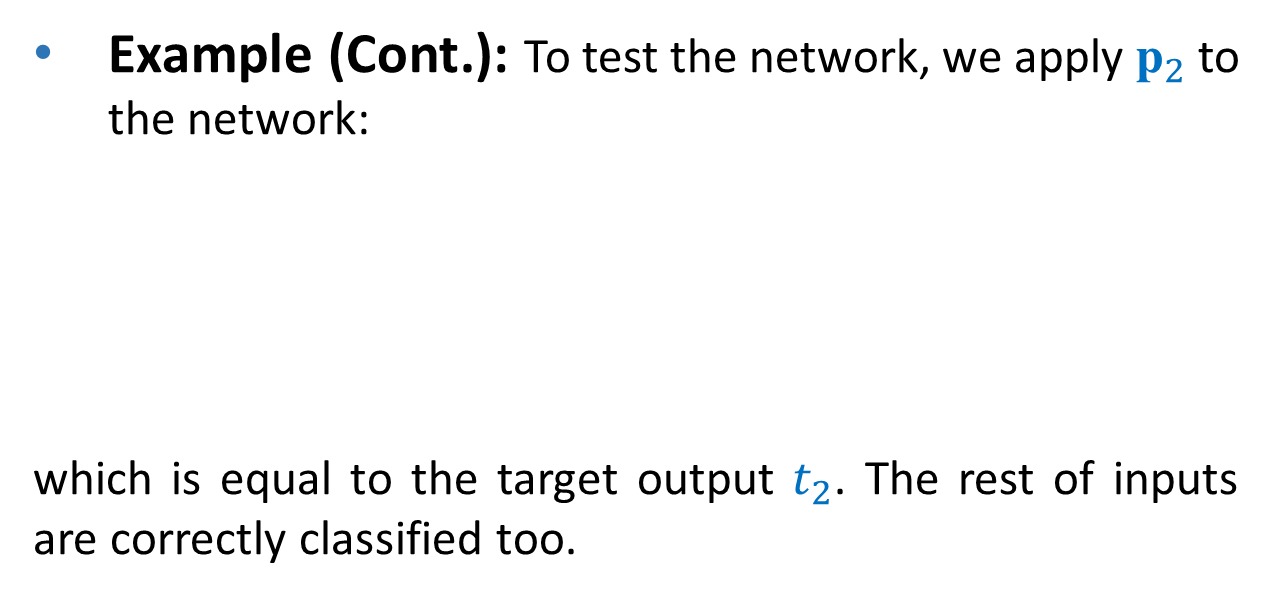 • Example (Cont.): To test the network, we apply p₂ to
the network:
which is equal to the target output t₂. The rest of inputs
are correctly classified too.